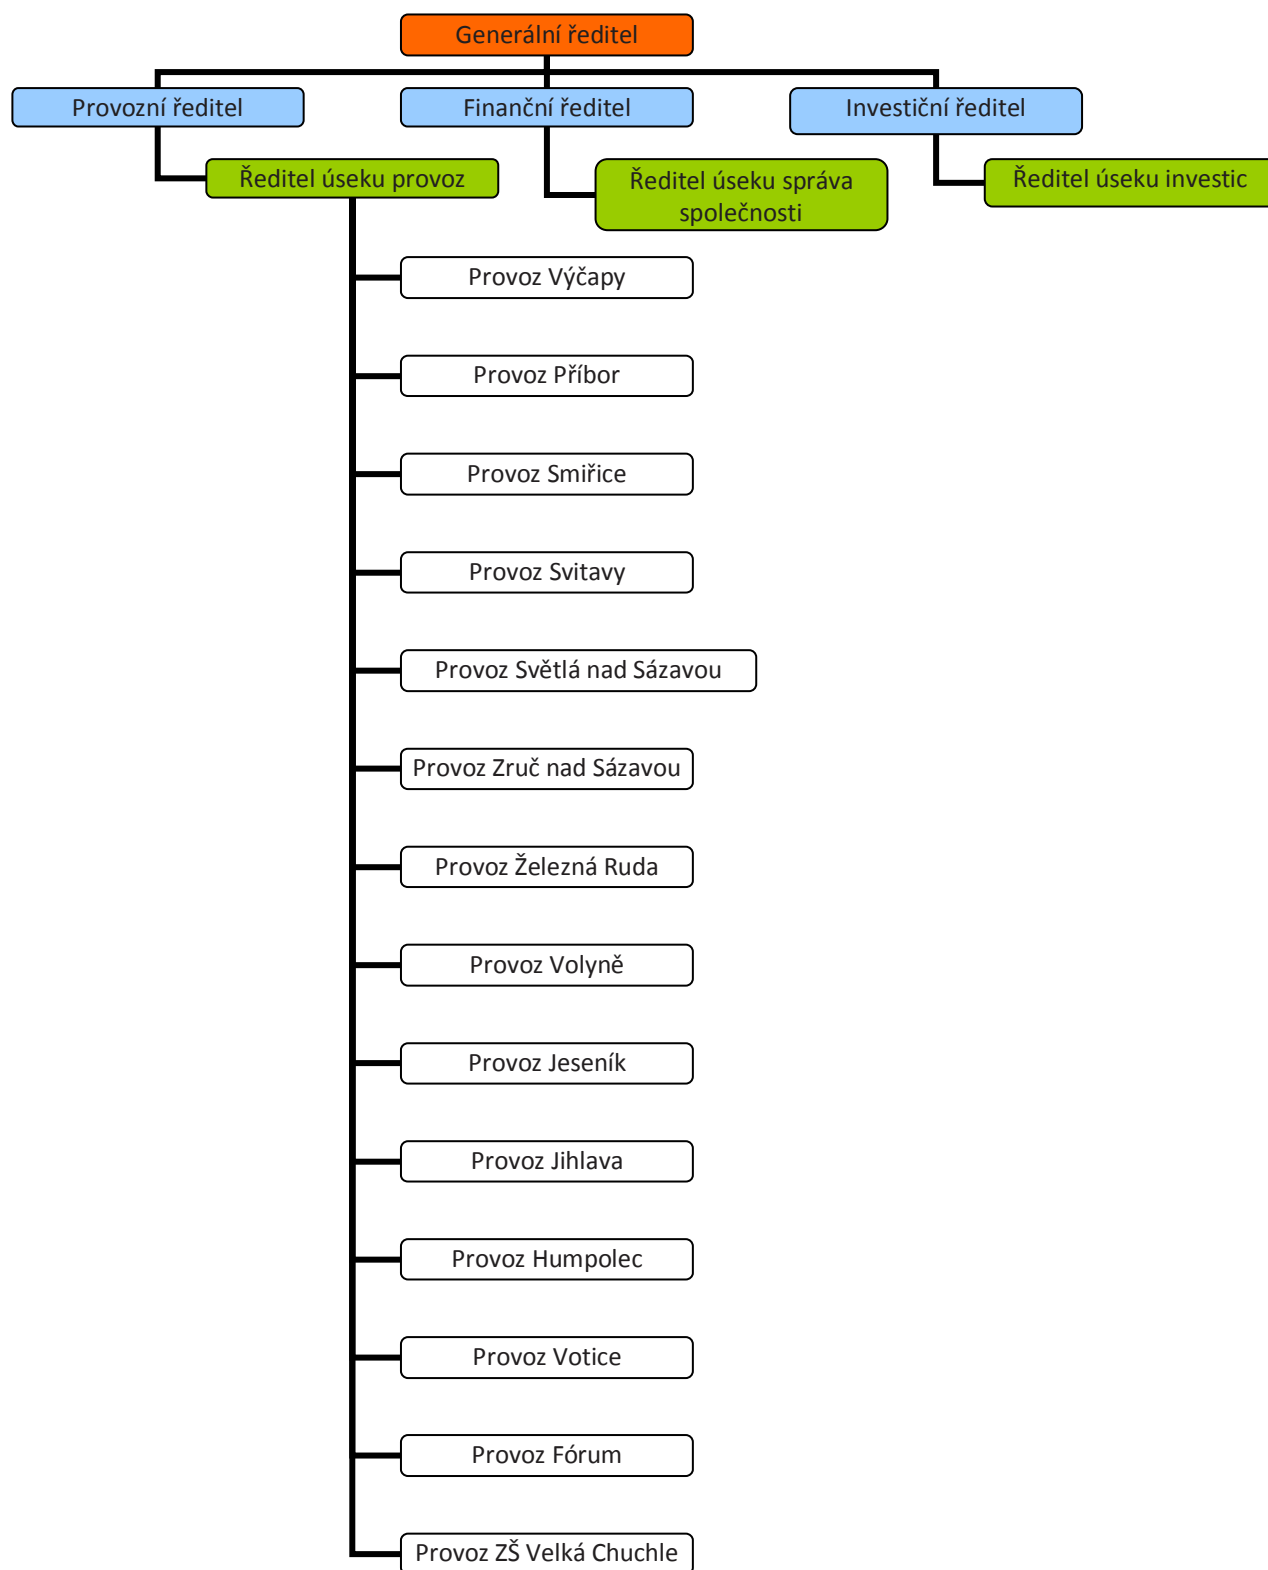 Generální ředitel
Provozní ředitel
Finanční ředitel
Investiční ředitel
Ředitel úseku provoz
Ředitel úseku správa
společnosti
Ředitel úseku investic
Provoz Výčapy
Provoz Příbor
Provoz Smiřice
Provoz Svitavy
Provoz Světlá nad Sázavou
Provoz Zruč nad Sázavou
Provoz Železná Ruda
Provoz Volyně
Provoz Jeseník
Provoz Jihlava
Provoz Humpolec
Provoz Votice
Provoz Fórum
Provoz ZŠ Velká Chuchle